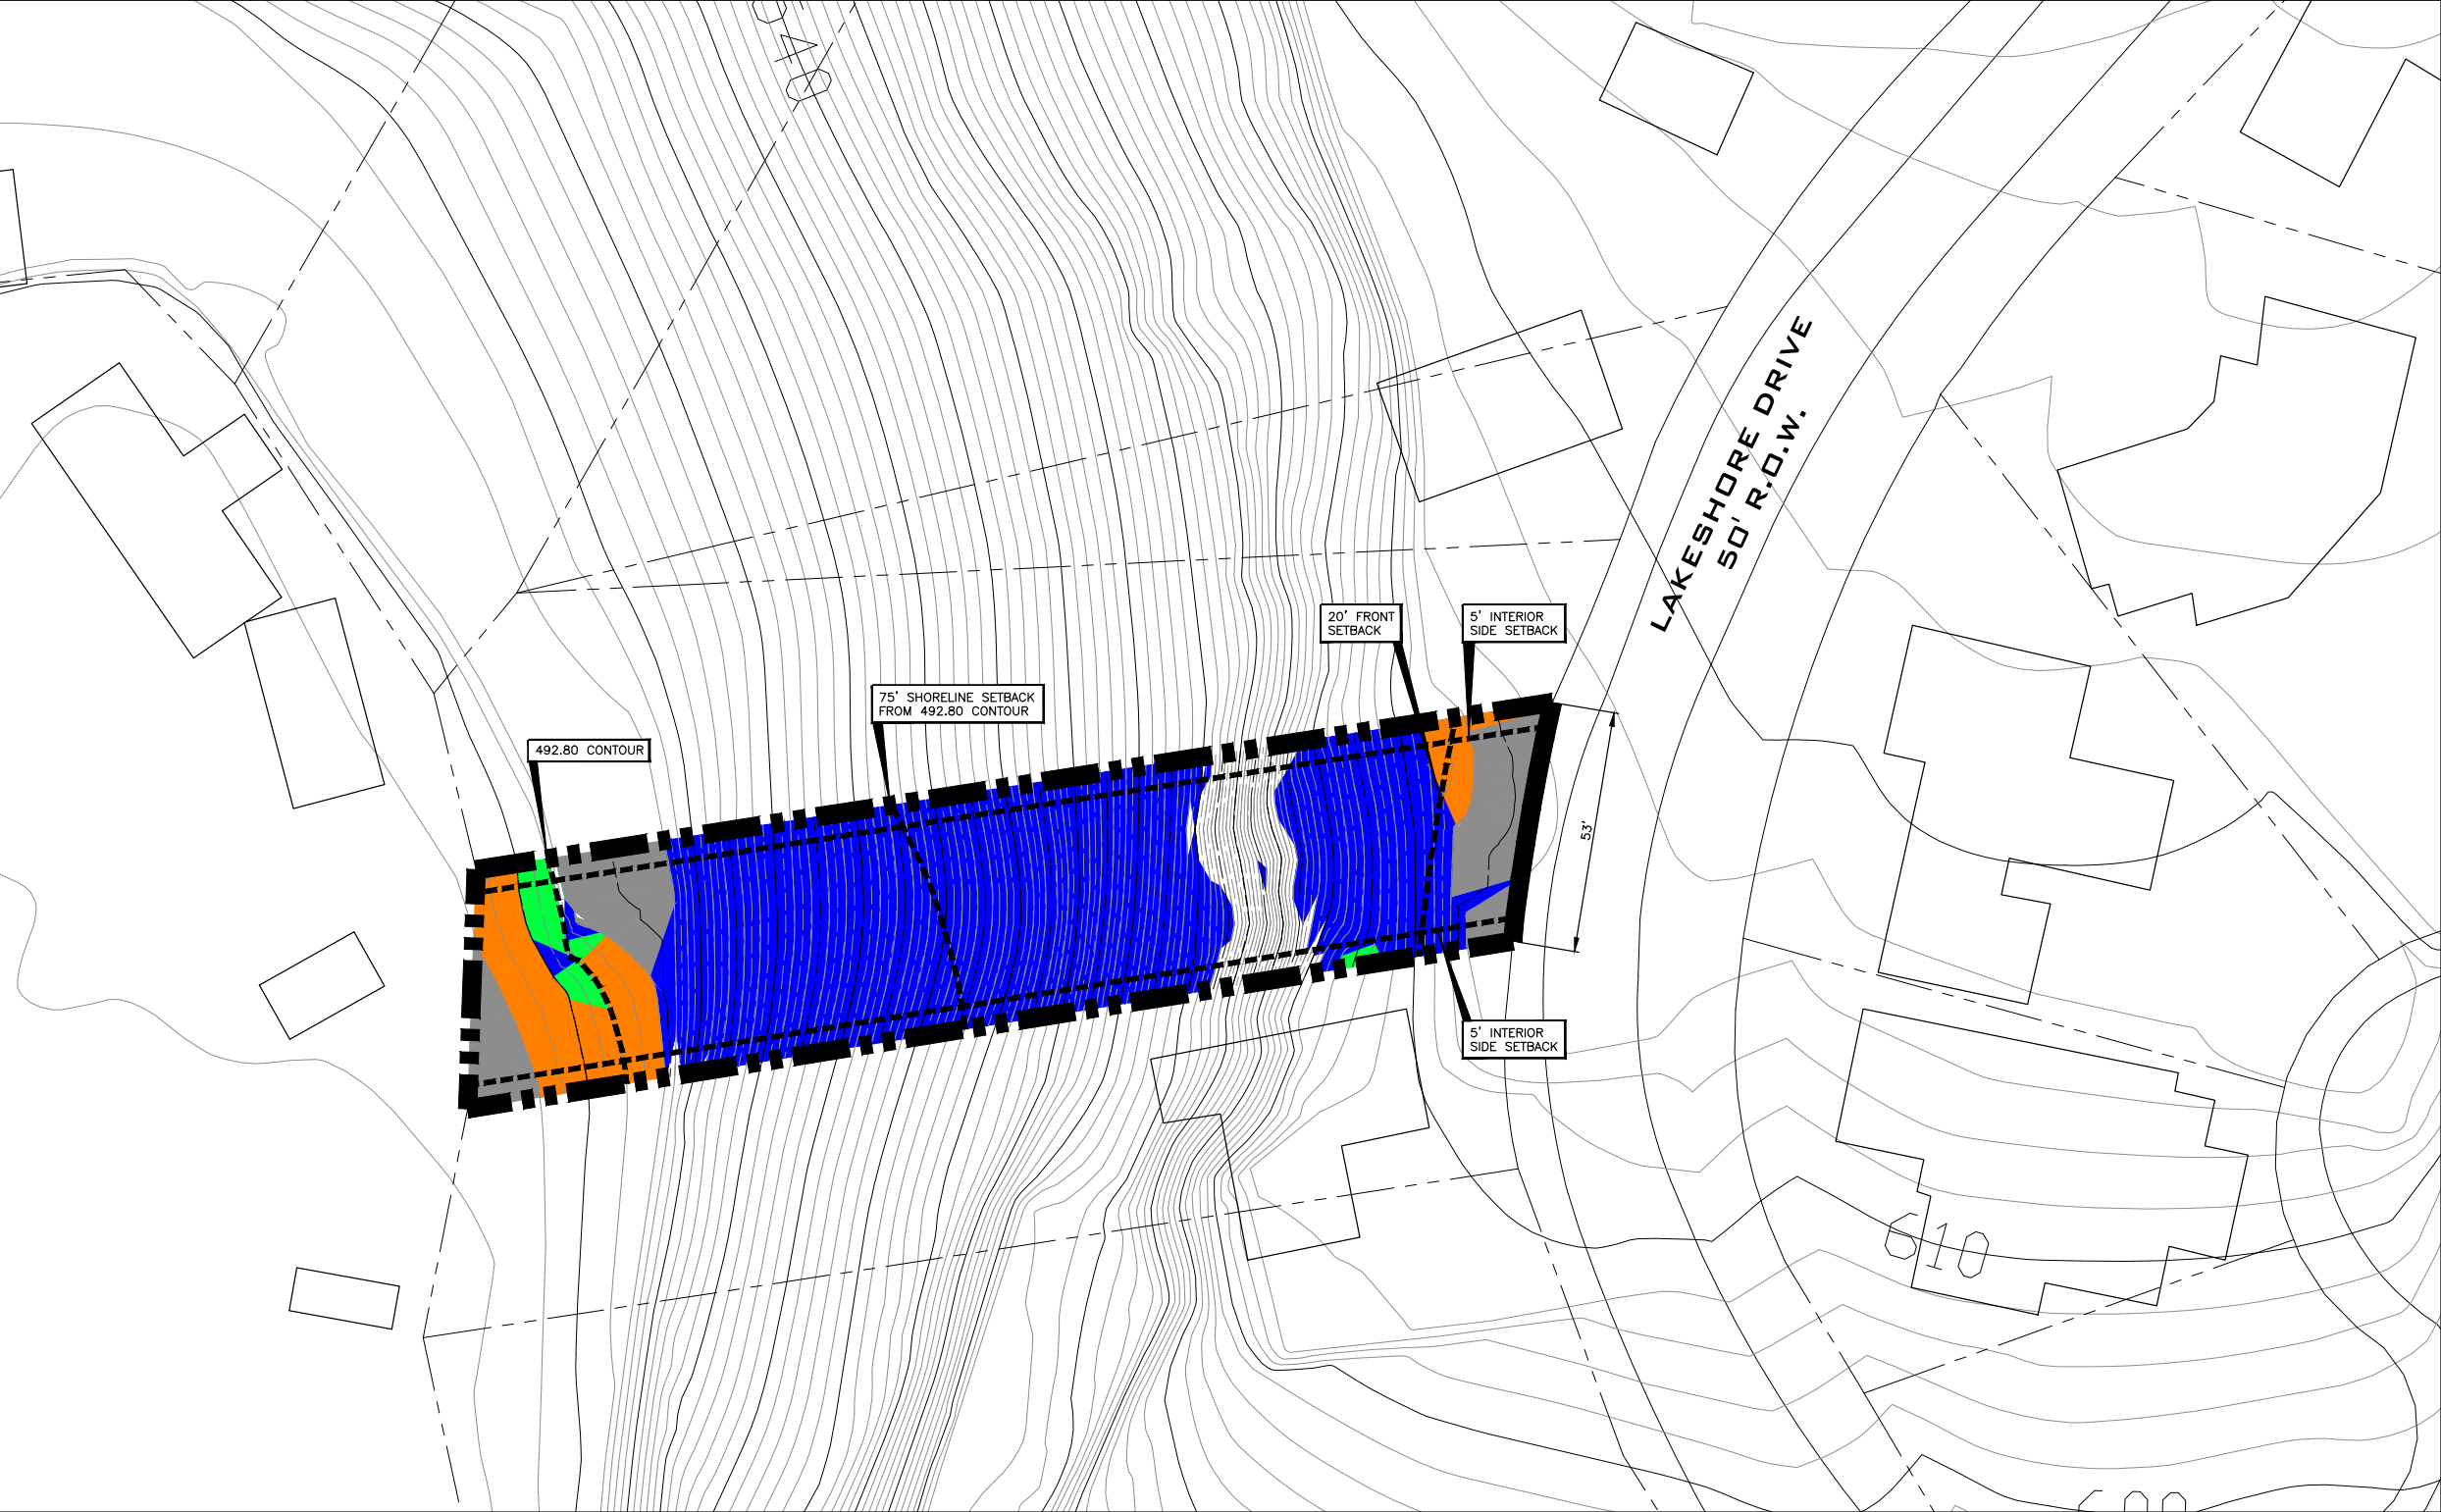 LAKESHORE DRIVE
50' R.O.W.
20' FRONT
SETBACK
5' INTERIOR
SIDE SETBACK
75' SHORELINE SETBACK
FROM 492.80 CONTOUR
492.80 CONTOUR
53'
5' INTERIOR
SIDE SETBACK
610